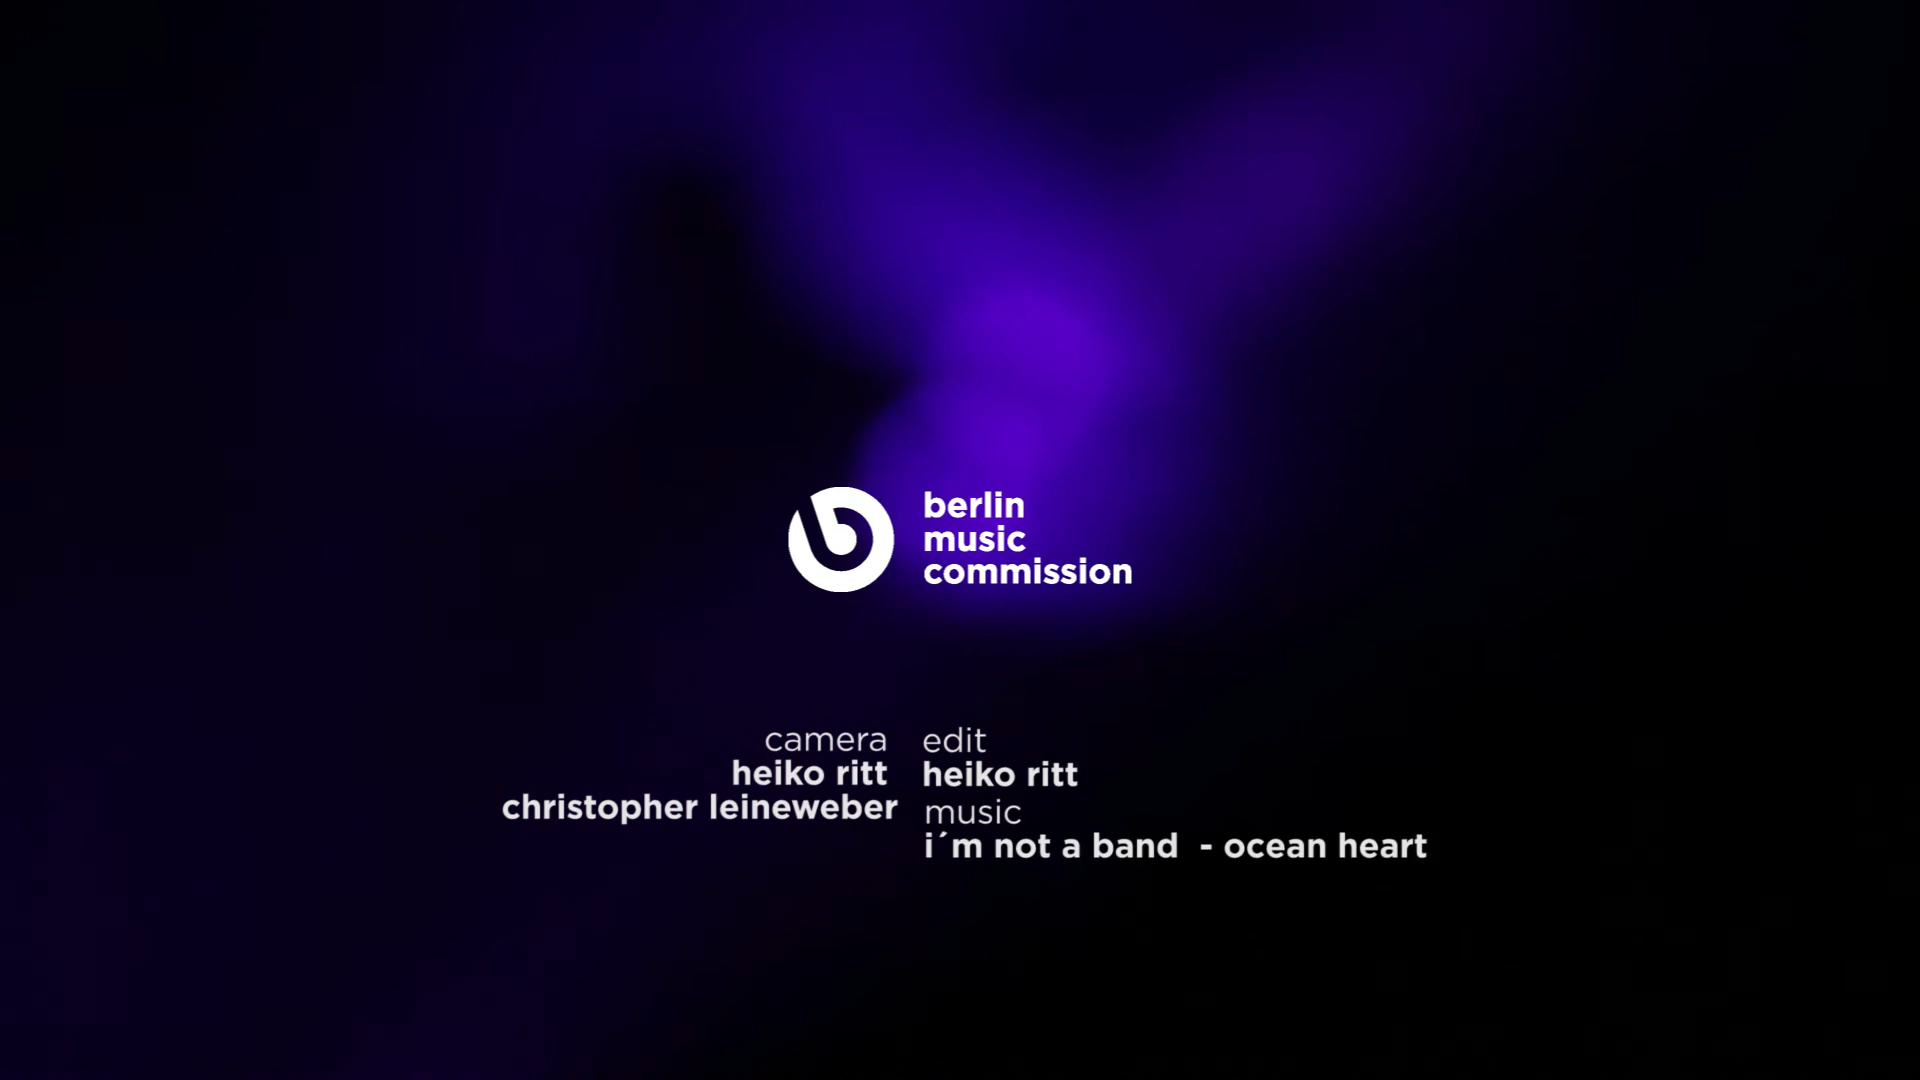 berlin
music
commission
camera
heiko ritt
christopher leineweber
edit
heiko ritt
music
i´m not a band - ocean heart